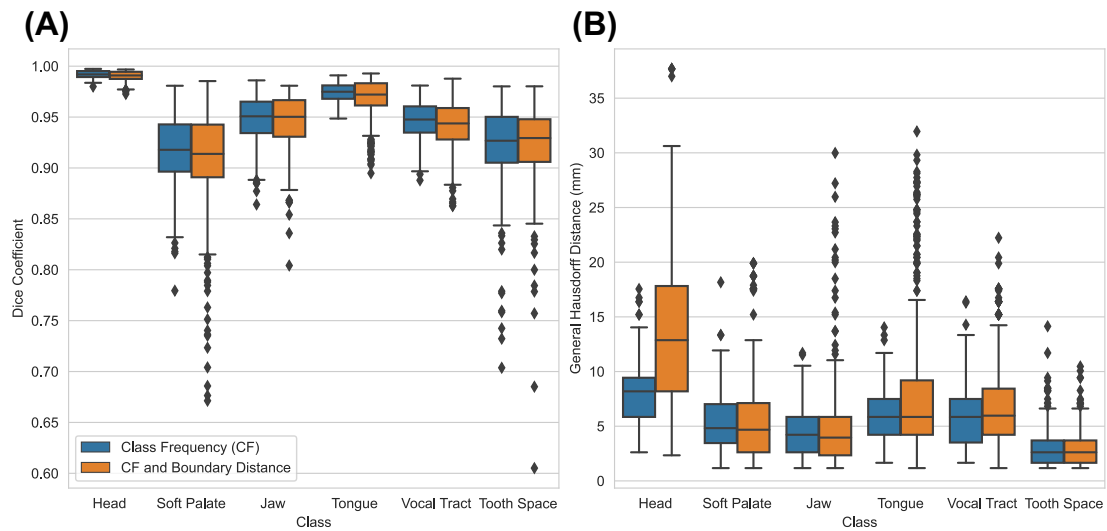 (A)
Dice Coefficient
1.00
0.95
0.90
0.85
0.80
0.75
0.70
0.65
0.60
Class Frequency (CF)
CF and Boundary Distance
Head Soft Palate Jaw Tongue Vocal Tract Tooth Space
Class
(B)
General Hausdorff Distance (mm)
35
30
25
20
15
10
5
0
Head Soft Palate Jaw Tongue Vocal Tract Tooth Space
Class